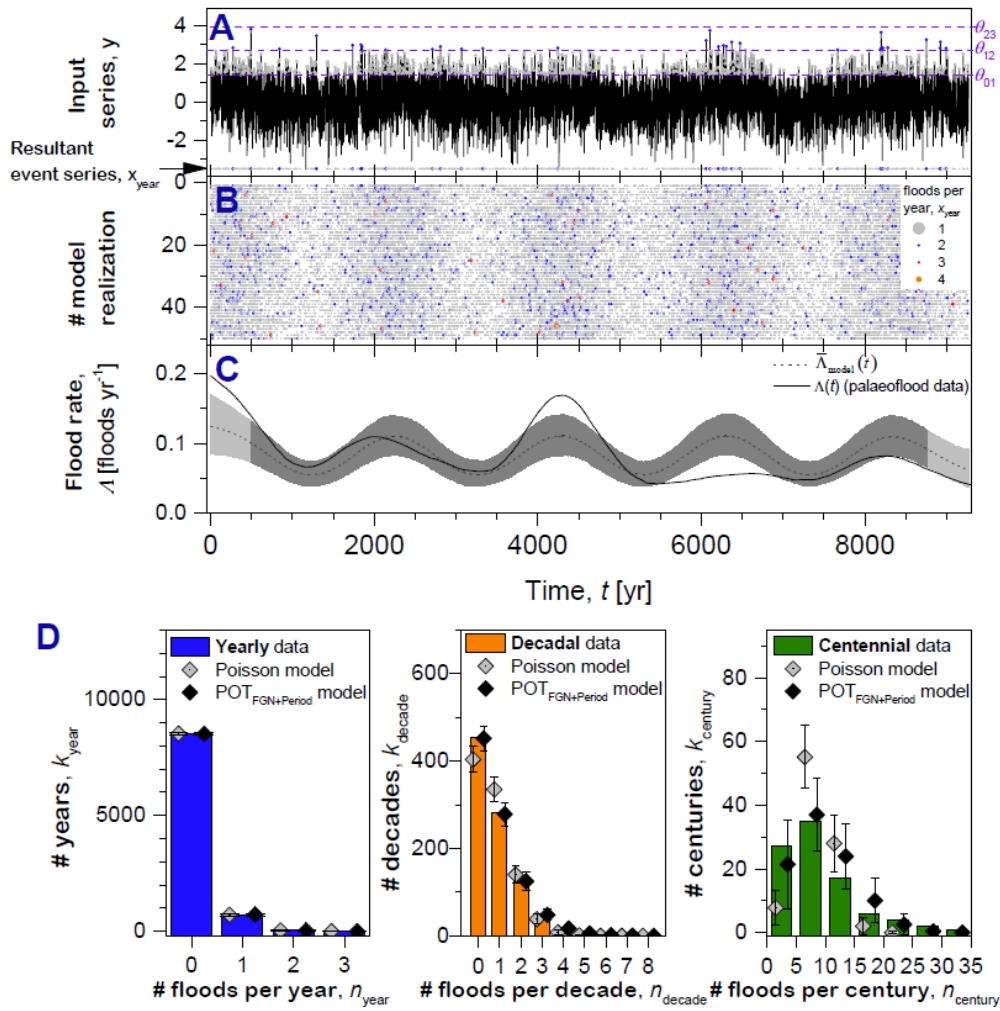 A
Input
series, y
4
2
0
-2
θ23
θ12
θ01
Resultant
event series, xyear
B
# model
realization
0
20
40
floods per
year, xyear
1
2
3
4
C
Flood rate,
Λ [floods yr-1]
0.2
0.1
0.0
Λ̅model(t)
Λ(t) (palaeoflood data)
0 2000 4000 6000 8000
Time, t [yr]
D
# years, kyear
10000
5000
0
Yearly data
Poisson model
POTFGN+Period model
0 1 2 3
# floods per year, nyear
# decades, kdecade
600
400
200
0
Decadal data
Poisson model
POTFGN+Period model
0 1 2 3 4 5 6 7 8
# floods per decade, ndecade
# centuries, kcentury
80
60
40
20
0
Centennial data
Poisson model
POTFGN+Period model
0 5 10 15 20 25 30 35
# floods per century, ncentury